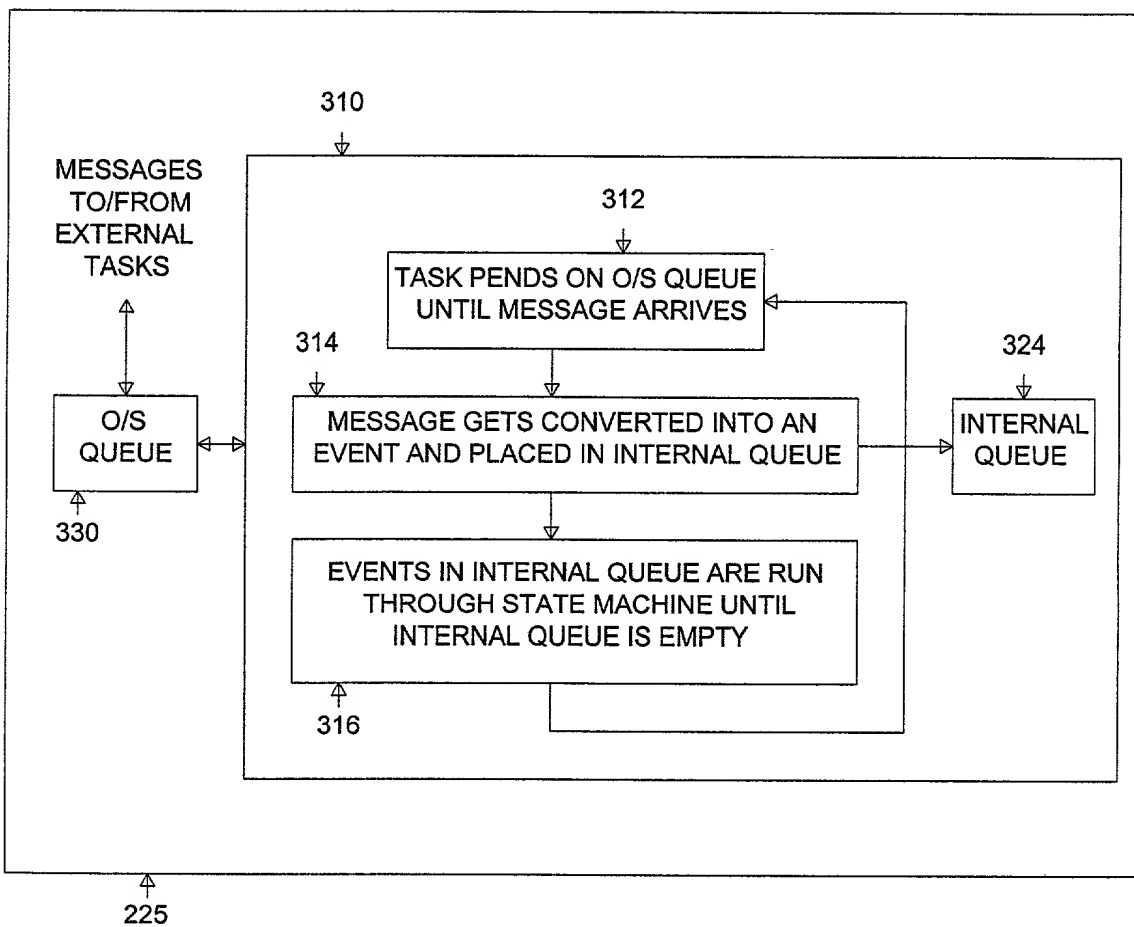 310
MESSAGES
TO/FROM
EXTERNAL
TASKS
312
TASK PENDS ON O/S QUEUE
UNTIL MESSAGE ARRIVES
314
324
O/S
QUEUE
MESSAGE GETS CONVERTED INTO AN
EVENT AND PLACED IN INTERNAL QUEUE
INTERNAL
QUEUE
330
EVENTS IN INTERNAL QUEUE ARE RUN
THROUGH STATE MACHINE UNTIL
INTERNAL QUEUE IS EMPTY
316
225